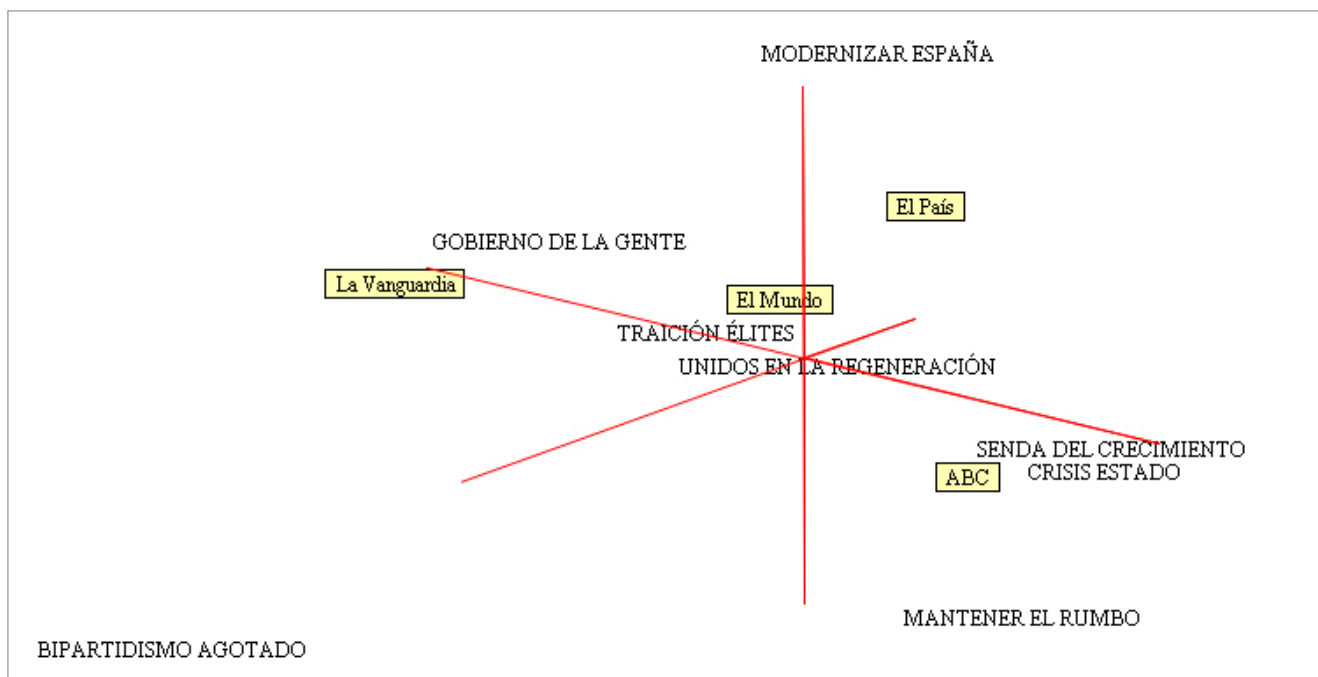 MODERNIZAR ESPAÑA
El País
GOBIERNO DE LA GENTE
La Vanguardia
El Mundo
TRAICIÓN ÉLITES
UNIDOS EN LA REGENERACIÓN
SENDA DEL CRECIMIENTO
CRISIS ESTADO
ABC
MANTENER EL RUMBO
BIPARTIDISMO AGOTADO